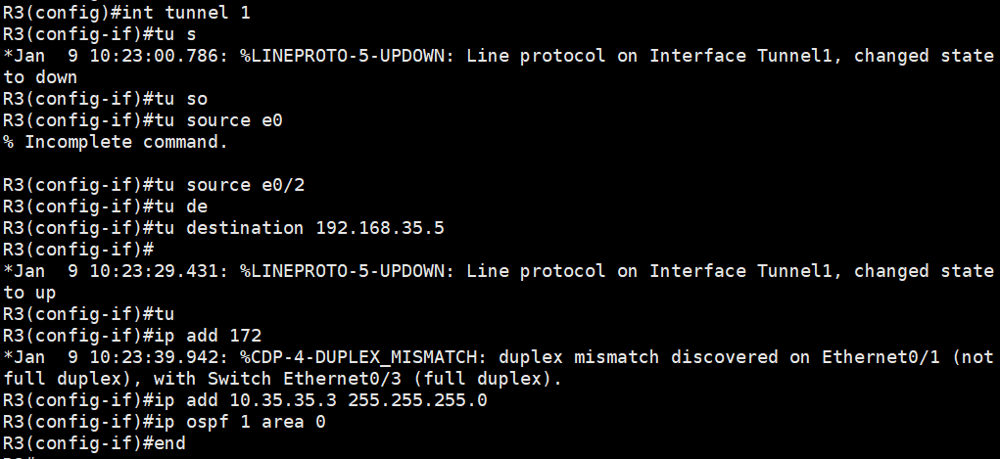 R3(config)#int tunnel 1
R3(config-if)#tu s
*Jan  9 10:23:00.786: %LINEPROTO-5-UPDOWN: Line protocol on Interface Tunnel1, changed state
to down
R3(config-if)#tu so
R3(config-if)#tu source e0
% Incomplete command.

R3(config-if)#tu source e0/2
R3(config-if)#tu de
R3(config-if)#tu destination 192.168.35.5
R3(config-if)#
*Jan  9 10:23:29.431: %LINEPROTO-5-UPDOWN: Line protocol on Interface Tunnel1, changed state
to up
R3(config-if)#tu
R3(config-if)#ip add 172
*Jan  9 10:23:39.942: %CDP-4-DUPLEX_MISMATCH: duplex mismatch discovered on Ethernet0/1 (not
full duplex), with Switch Ethernet0/3 (full duplex).
R3(config-if)#ip add 10.35.35.3 255.255.255.0
R3(config-if)#ip ospf 1 area 0
R3(config-if)#end